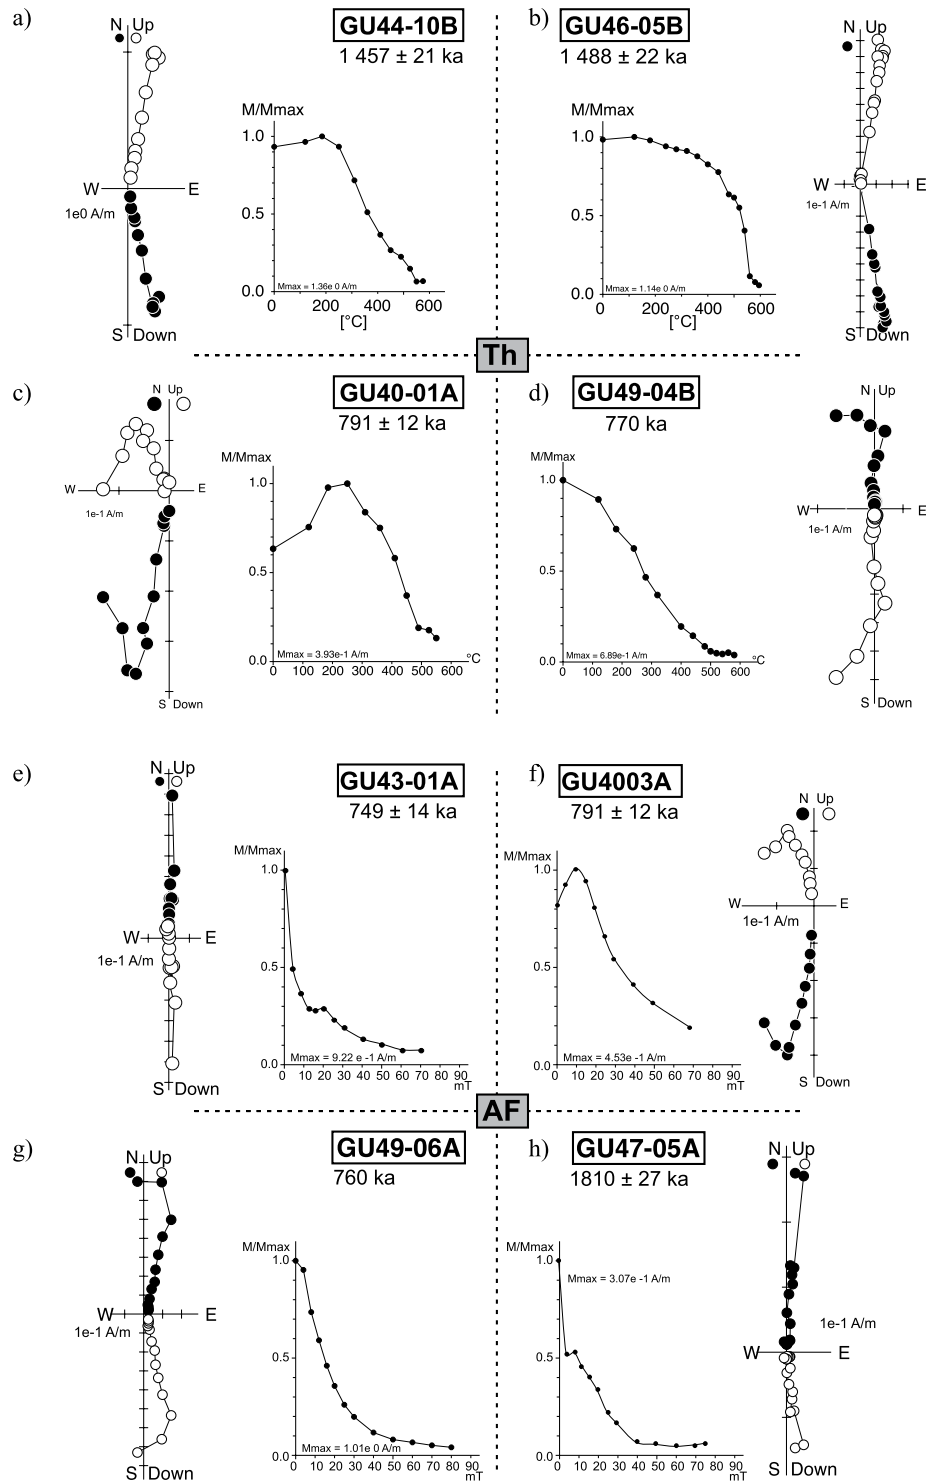 a)
GU44-10B
1 457 ± 21 ka
N Up
W E
1e0 A/m
S Down
M/Mmax
1.0
0.5
0.0
Mmax = 1.36e 0 A/m
0 200 400 600
[°C]
b)
GU46-05B
1 488 ± 22 ka
M/Mmax
1.0
0.5
0.0
Mmax = 1.14e 0 A/m
0 200 400 600
[°C]
N Up
W E
1e-1 A/m
S Down
Th
c)
GU40-01A
791 ± 12 ka
N Up
W E
1e-1 A/m
S Down
M/Mmax
1.0
0.5
0.0
Mmax = 3.93e-1 A/m
°C
0 100 200 300 400 500 600
d)
GU49-04B
770 ka
M/Mmax
1.0
0.5
0.0
Mmax = 6.89e-1 A/m
°C
0 100 200 300 400 500 600
N Up
W E
1e-1 A/m
S Down
e)
GU43-01A
749 ± 14 ka
N Up
W E
1e-1 A/m
S Down
M/Mmax
1.0
0.5
0.0
Mmax = 9.22 e -1 A/m
0 10 20 30 40 50 60 70 80 90
mT
f)
GU4003A
791 ± 12 ka
M/Mmax
1.0
0.5
0.0
Mmax = 4.53e -1 A/m
0 10 20 30 40 50 60 70 80 90
mT
N Up
W E
1e-1 A/m
S Down
AF
g)
GU49-06A
760 ka
N Up
W E
1e-1 A/m
S Down
M/Mmax
1.0
0.5
0.0
Mmax = 1.01e 0 A/m
0 10 20 30 40 50 60 70 80 90
mT
h)
GU47-05A
1810 ± 27 ka
M/Mmax
1.0
0.5
0.0
Mmax = 3.07e -1 A/m
0 10 20 30 40 50 60 70 80 90
mT
N Up
1e-1 A/m
W E
S Down